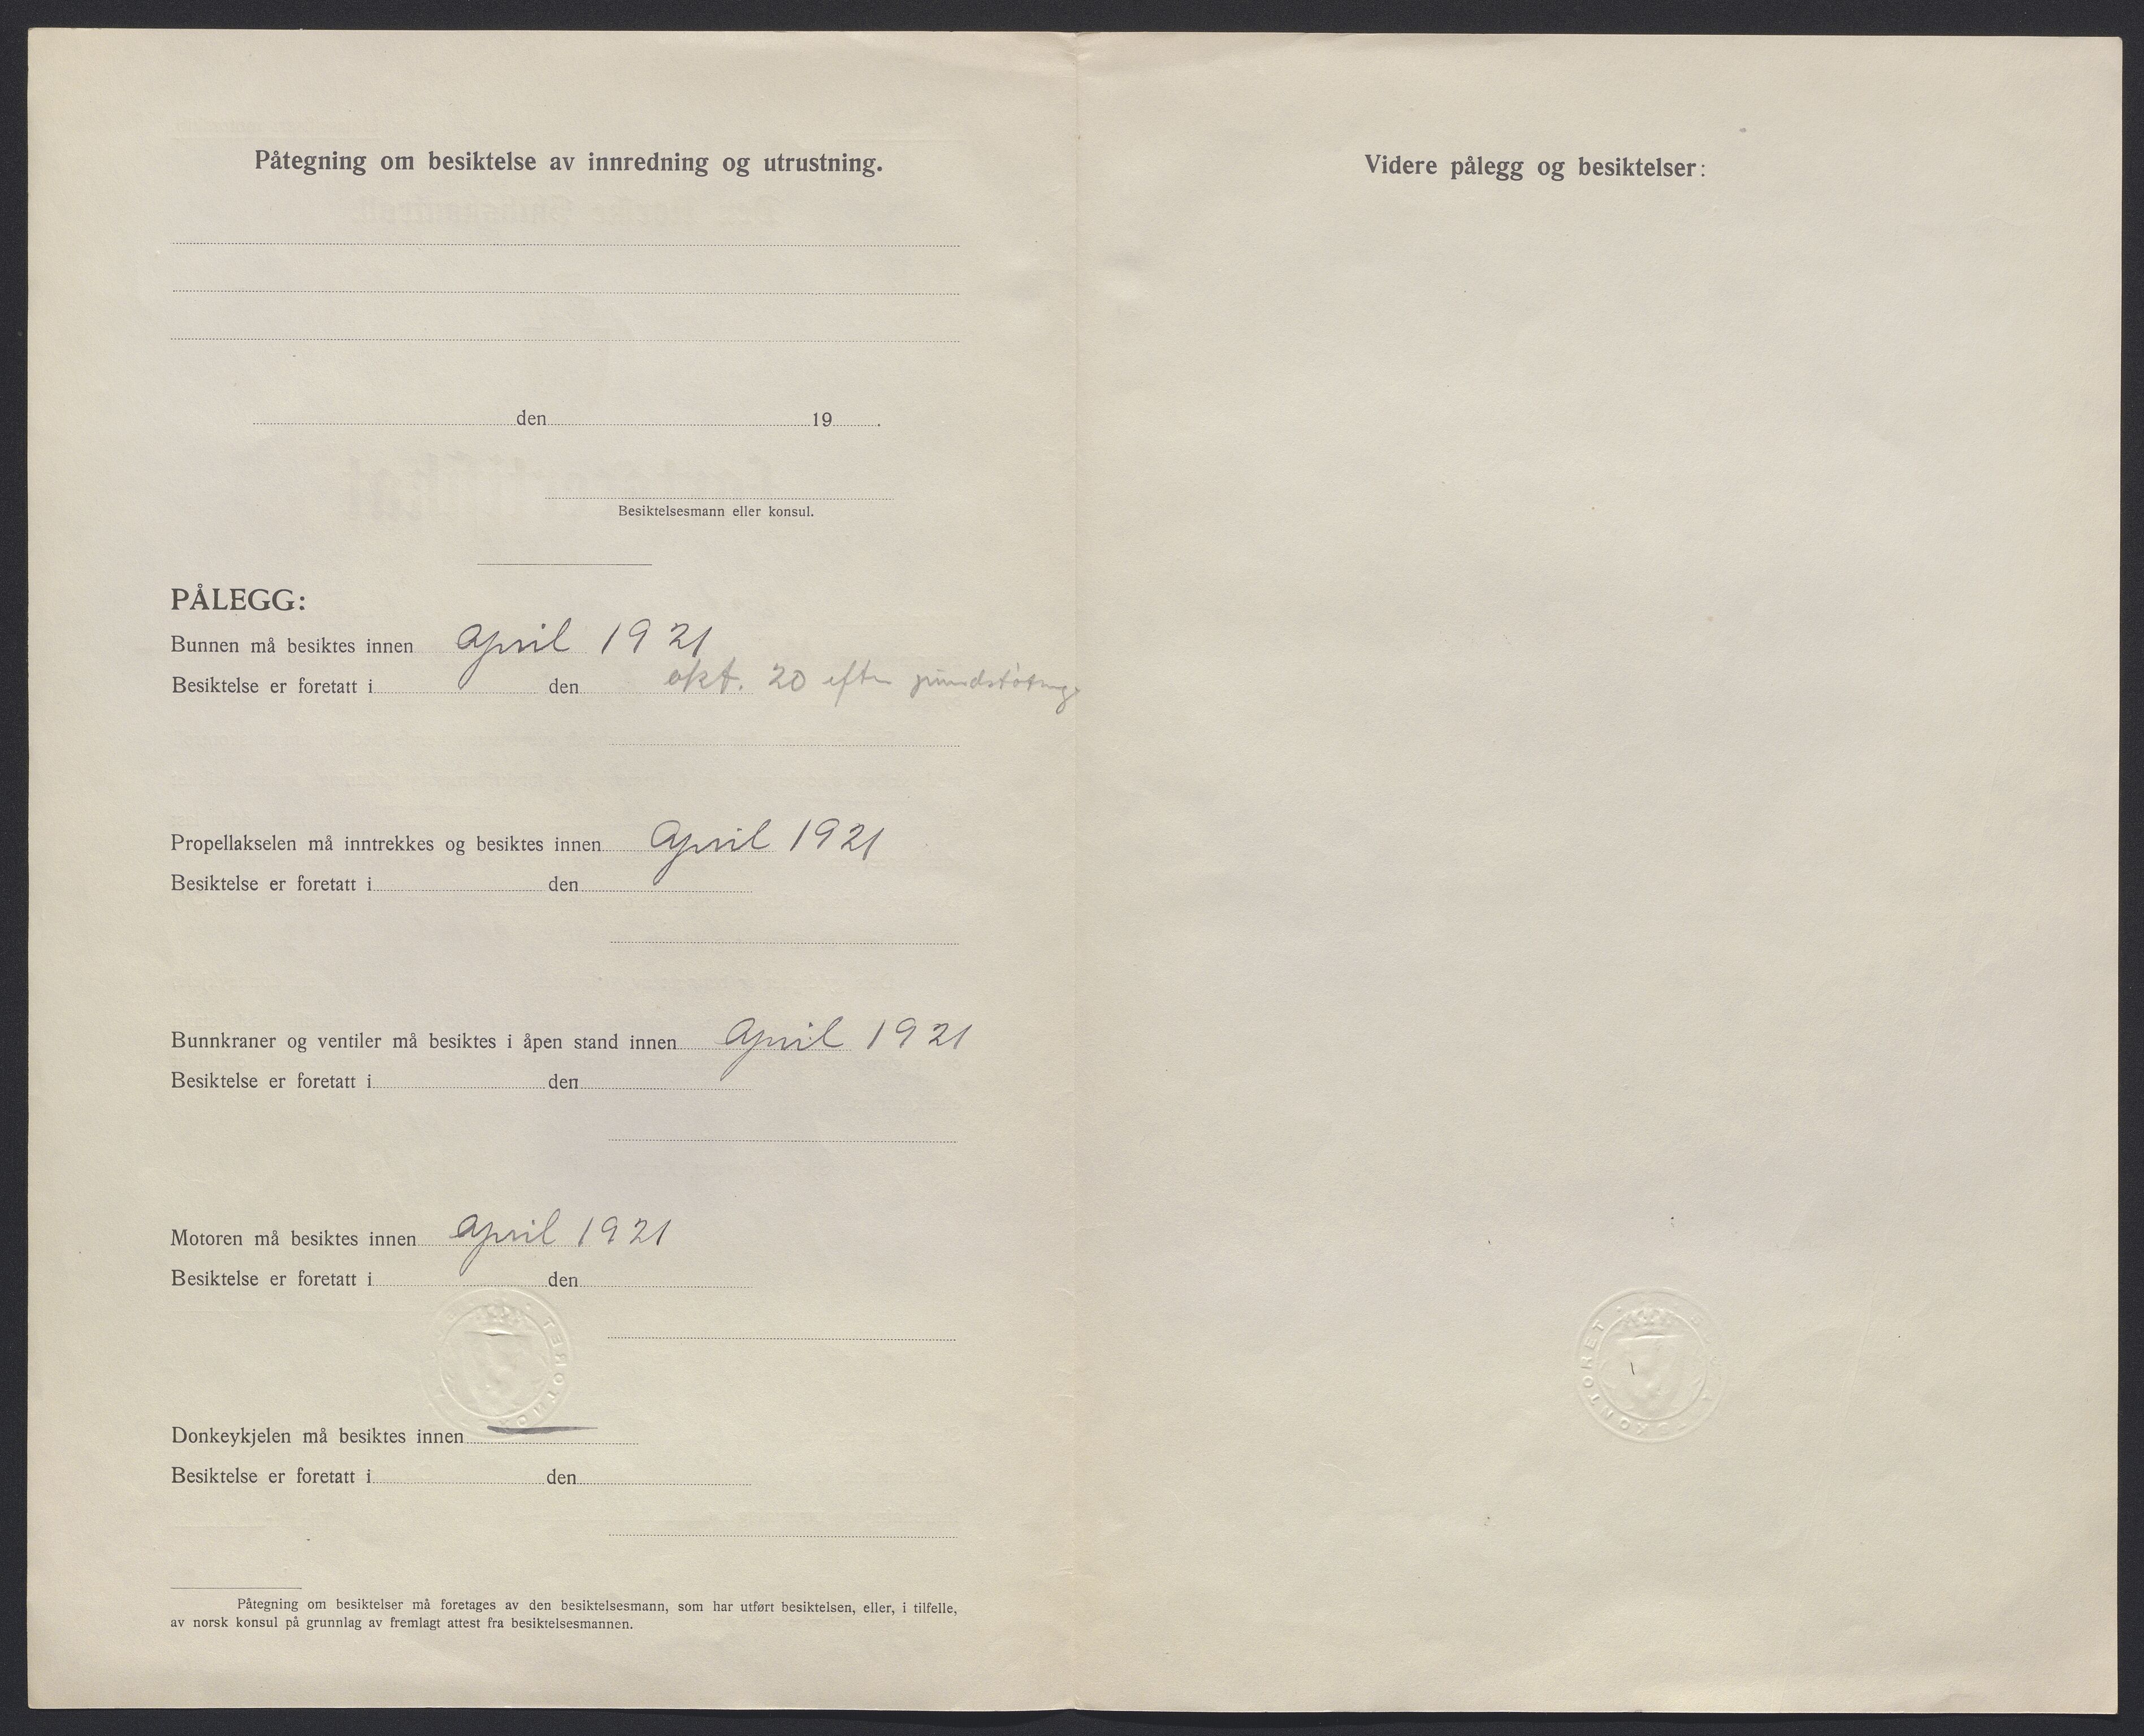 Påtegning om besiktelse av innredning og utrustning.
den 19 .
Besiktelsesmann eller konsul.
PÅLEGG:
Bunnen må besiktes innen april 1921
Besiktelse er foretatt i den okt. 20 efter grundstøtning
Propellakselen må inntrekkes og besiktes innen April 1921
Besiktelse er foretatt i den
Bunnkraner og ventiler må besiktes i åpen stand innen April 1921
Besiktelse er foretatt i den
Motoren må besiktes innen april 1921
Besiktelse er foretatt i den
Donkeykjelen må besiktes innen —
Besiktelse er foretatt i den
Påtegning om besiktelser må foretages av den besiktelsesmann, som har utført besiktelsen, eller, i tilfelle,
av norsk konsul på grunnlag av fremlagt attest fra besiktelsesmannen.
Videre pålegg og besiktelser: